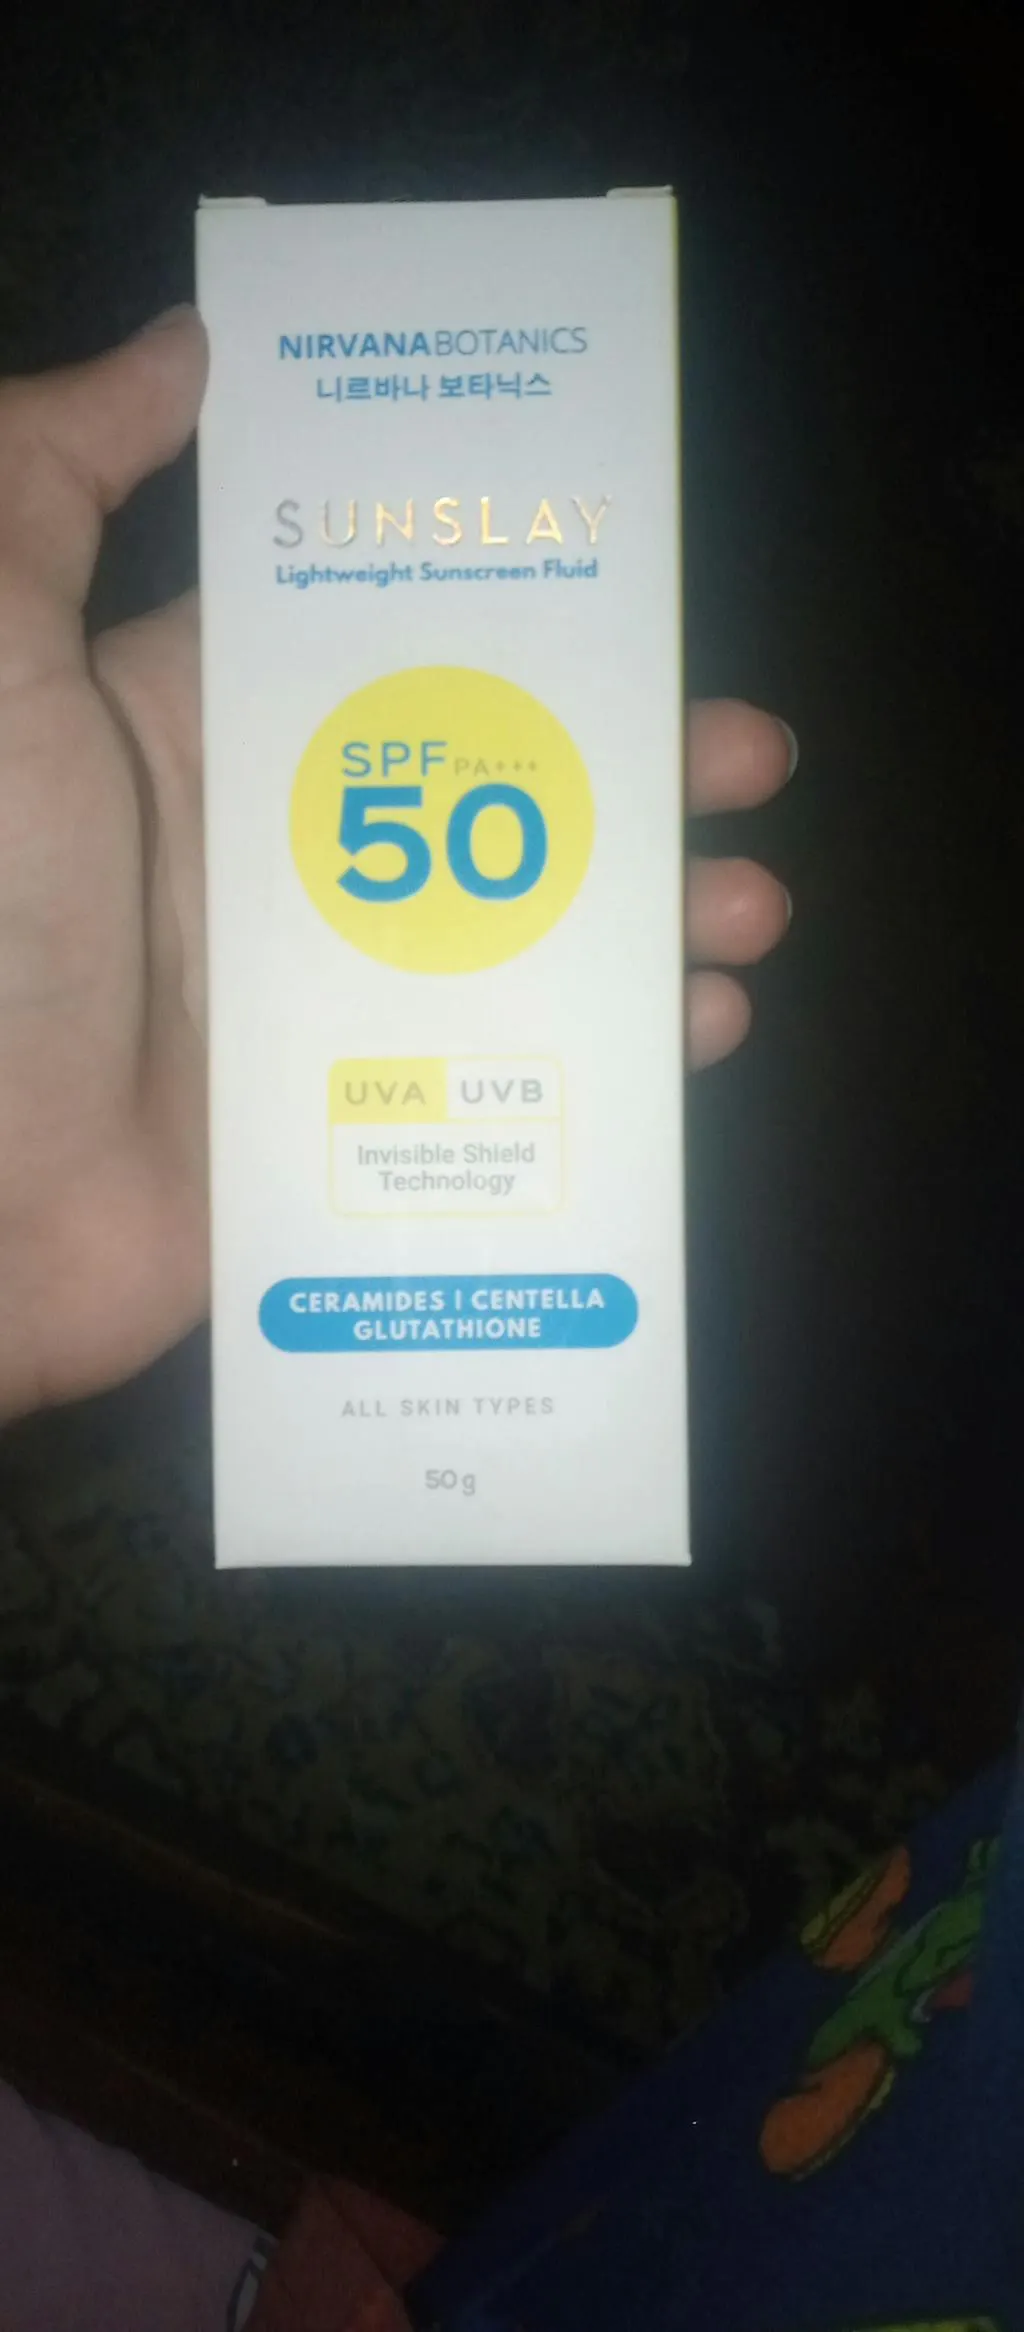 NIRVANABOTANICS
니르바나 보타닉스
SUNSLAY
Lightweight Sunscreen Fluid
SPF PA+++
50
UVA UVB
Invisible Shield
Technology
CERAMIDES | CENTELLA
GLUTATHIONE
ALL SKIN TYPES
50 g